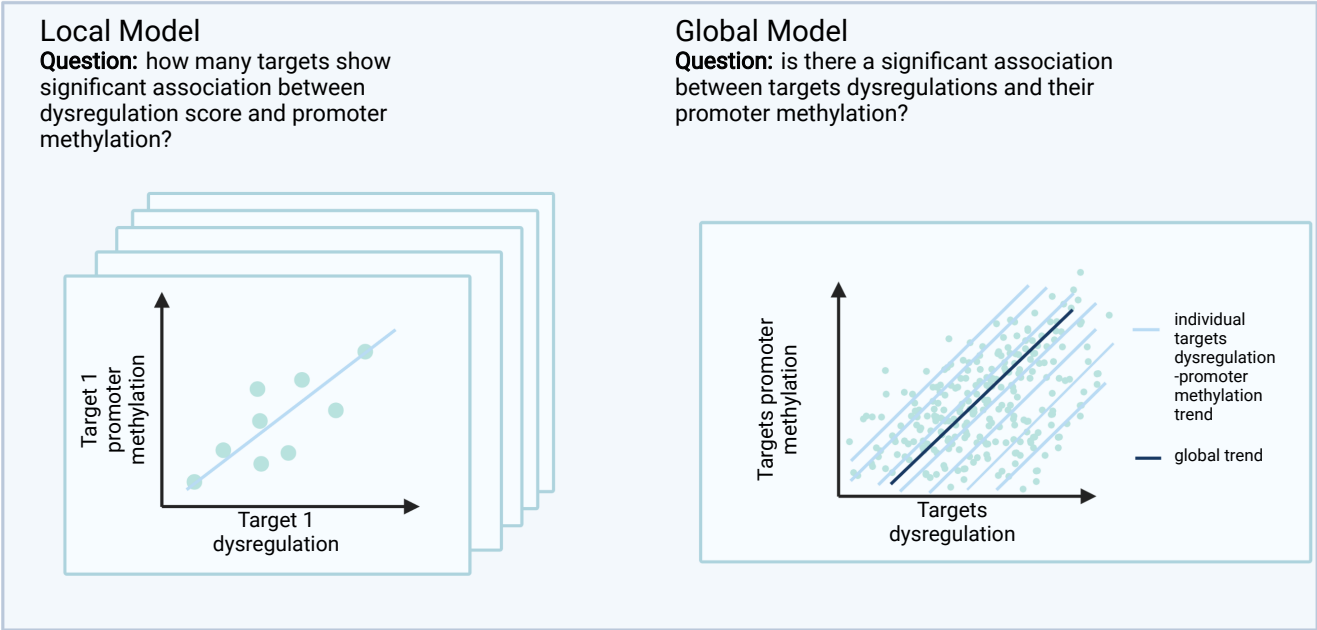 Local Model
Question: how many targets show
significant association between
dysregulation score and promoter
methylation?
Target 1
promoter
methylation
Target 1
dysregulation
Global Model
Question: is there a significant association
between targets dysregulations and their
promoter methylation?
Targets promoter
methylation
Targets
dysregulation
individual
targets
dysregulation
-promoter
methylation
trend
global trend